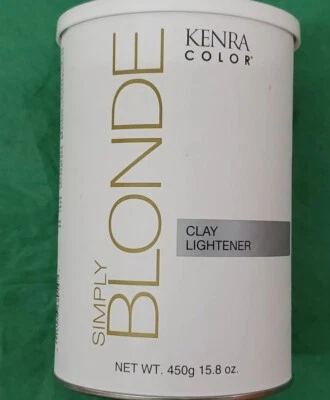 KENRA
COLOR®
SIMPLY
BLONDE
CLAY
LIGHTENER
NET WT. 450g 15.8 oz.